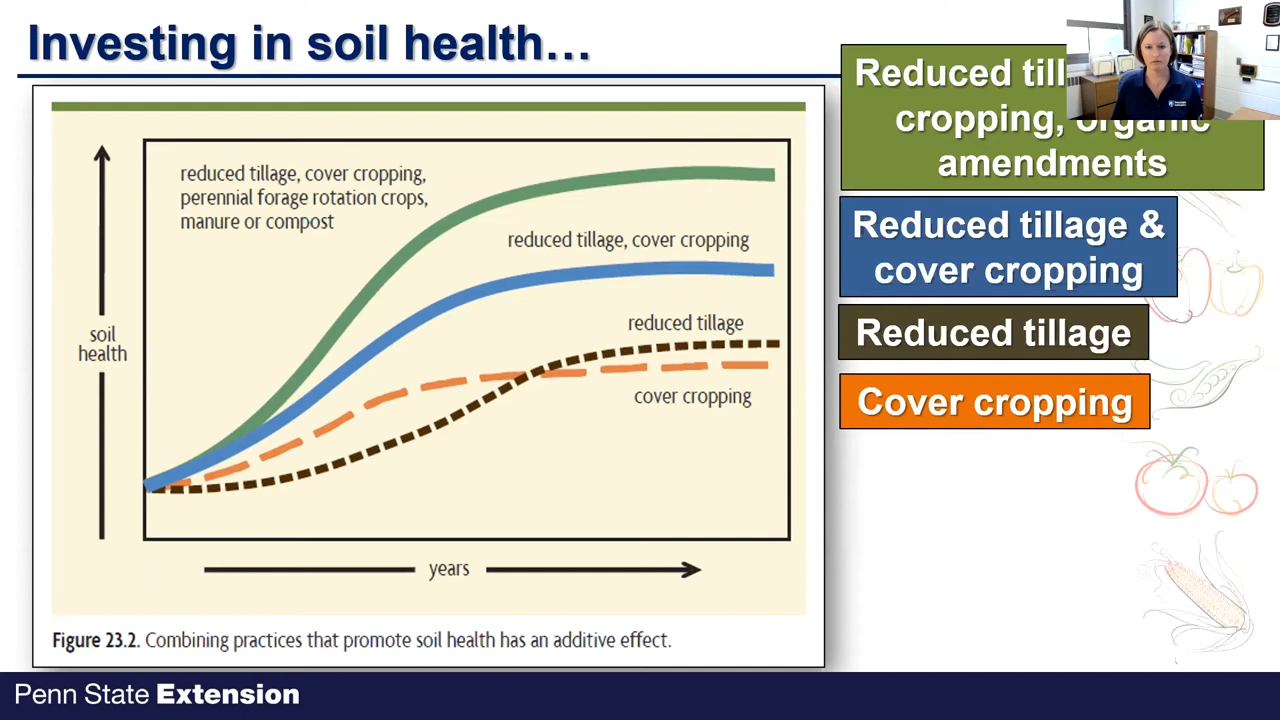 Investing in soil health…
reduced tillage, cover cropping,
perennial forage rotation crops,
manure or compost
reduced tillage, cover cropping
reduced tillage
cover cropping
soil
health
years
Figure 23.2. Combining practices that promote soil health has an additive effect.
Reduced till
cropping, organic
amendments
Reduced tillage &
cover cropping
Reduced tillage
Cover cropping
Penn State Extension